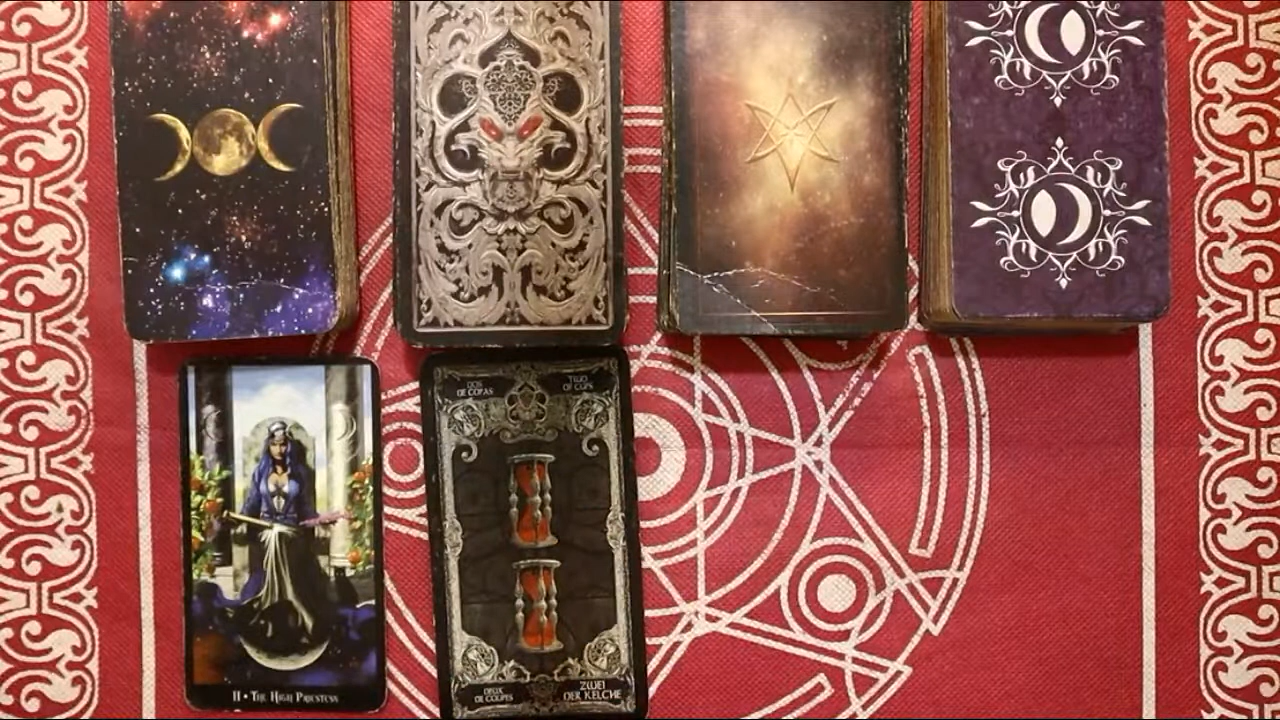 DOS
DE COPAS
TWO
OF CUPS
II • THE HIGH PRIESTESS
DEUX
DE COUPES
ZWEI
DER KELCHE